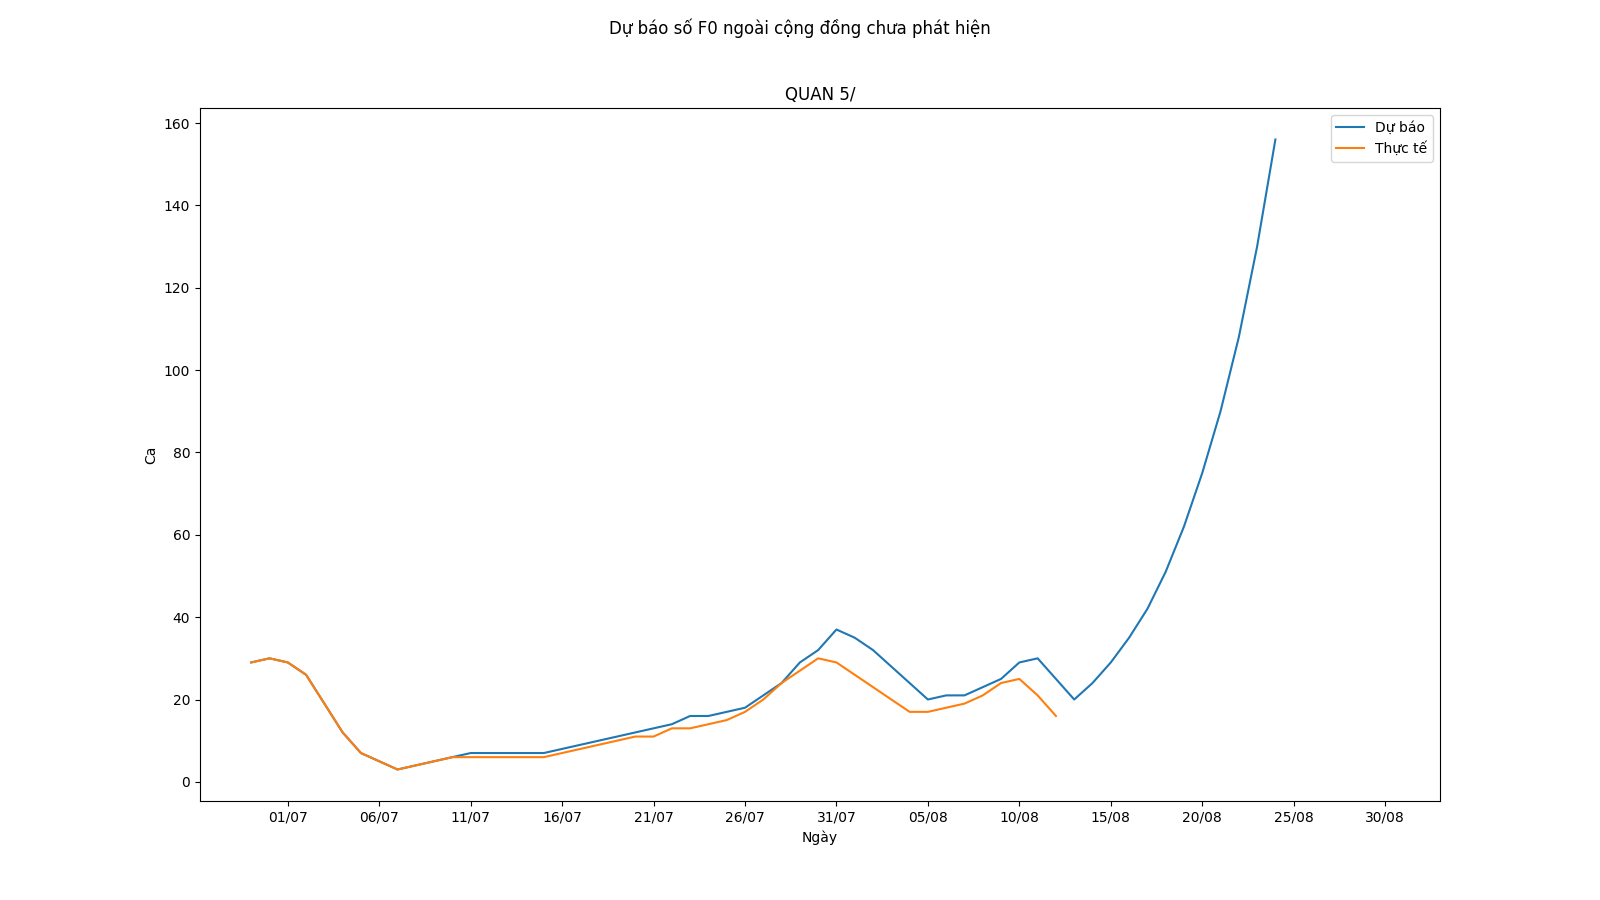 Dự báo số F0 ngoài cộng đồng chưa phát hiện
QUAN 5/
Dự báo
Thực tế
160
140
120
100
80
60
40
20
0
Ca
01/07 06/07 11/07 16/07 21/07 26/07 31/07 05/08 10/08 15/08 20/08 25/08 30/08
Ngày